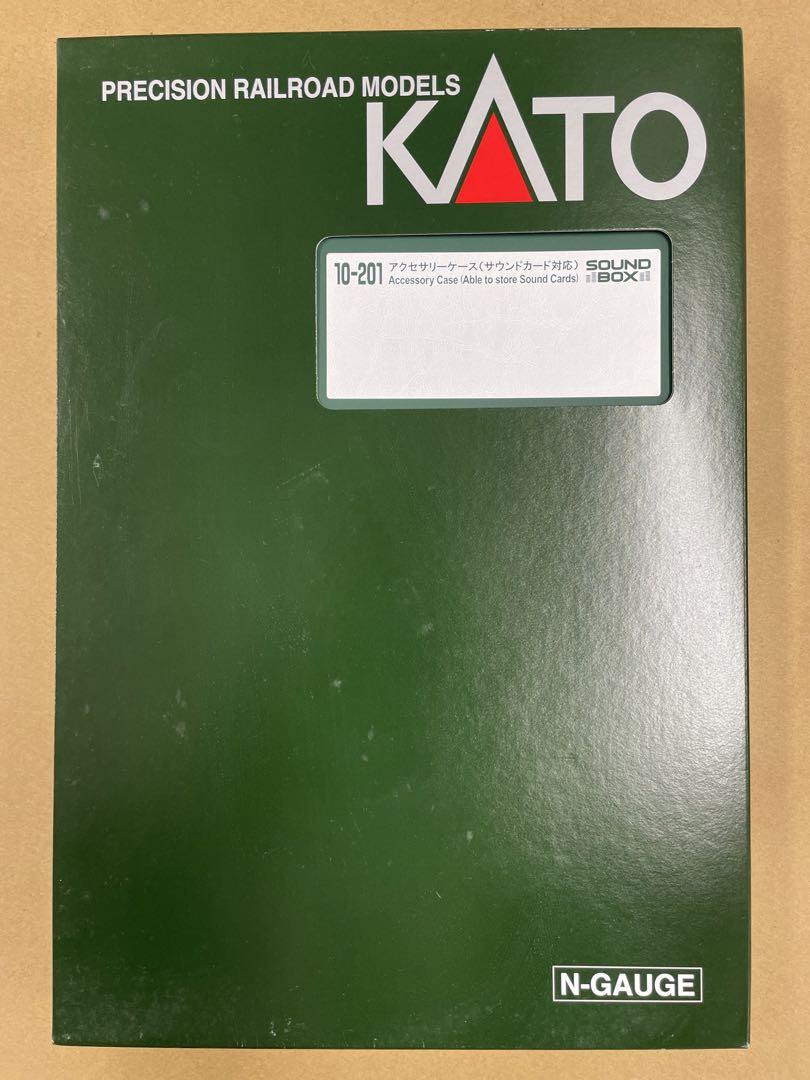 PRECISION RAILROAD MODELS
KATO
10-201 アクセサリーケース(サウンドカード対応) SOUND BOX
Accessory Case (Able to store Sound Cards)
N-GAUGE